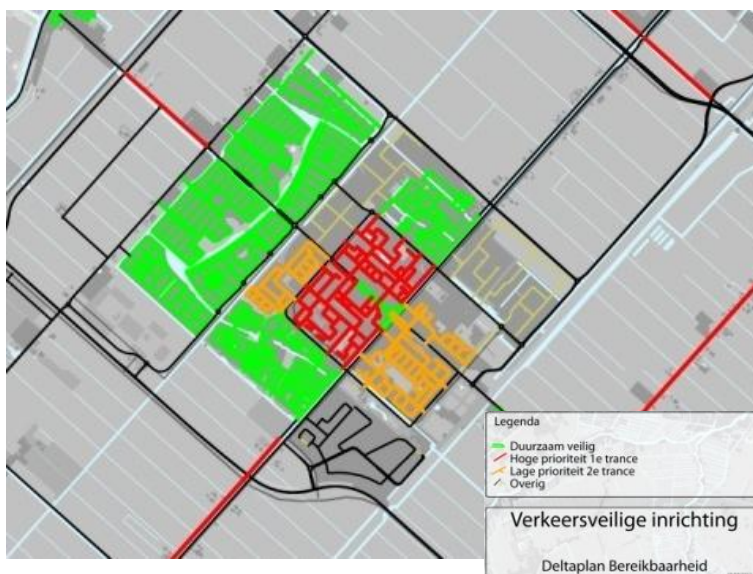 Legenda
Duurzaam veilig
Hoge prioriteit 1e trance
Lage prioriteit 2e trance
Overig
Verkeersveilige inrichting
Deltaplan Bereikbaarheid